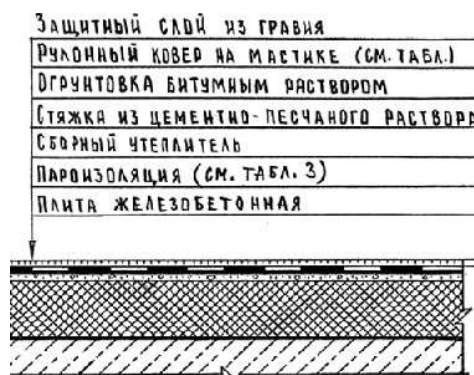 ЗАЩИТНЫЙ СЛОЙ ИЗ ГРАВИЯ
РУЛОННЫЙ КОВЕР НА МАСТИКЕ (СМ. ТАБЛ.)
ОГРУНТОВКА БИТУМНЫМ РАСТВОРОМ
СТЯЖКА ИЗ ЦЕМЕНТНО-ПЕСЧАНОГО РАСТВОРА
СБОРНЫЙ УТЕПЛИТЕЛЬ
ПАРОИЗОЛЯЦИЯ (СМ. ТАБЛ. 3)
ПЛИТА ЖЕЛЕЗОБЕТОННАЯ